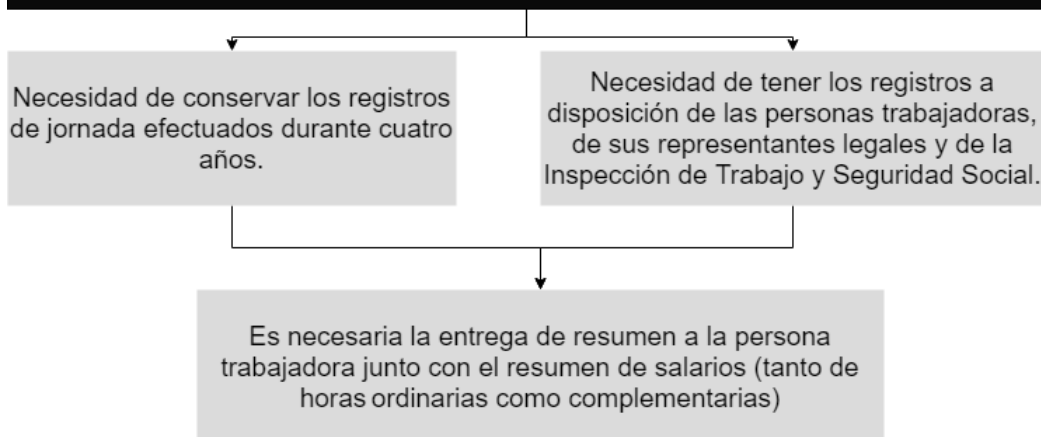 Necesidad de conservar los registros
de jornada efectuados durante cuatro
años.
Necesidad de tener los registros a
disposición de las personas trabajadoras,
de sus representantes legales y de la
Inspección de Trabajo y Seguridad Social.
Es necesaria la entrega de resumen a la persona
trabajadora junto con el resumen de salarios (tanto de
horas ordinarias como complementarias)